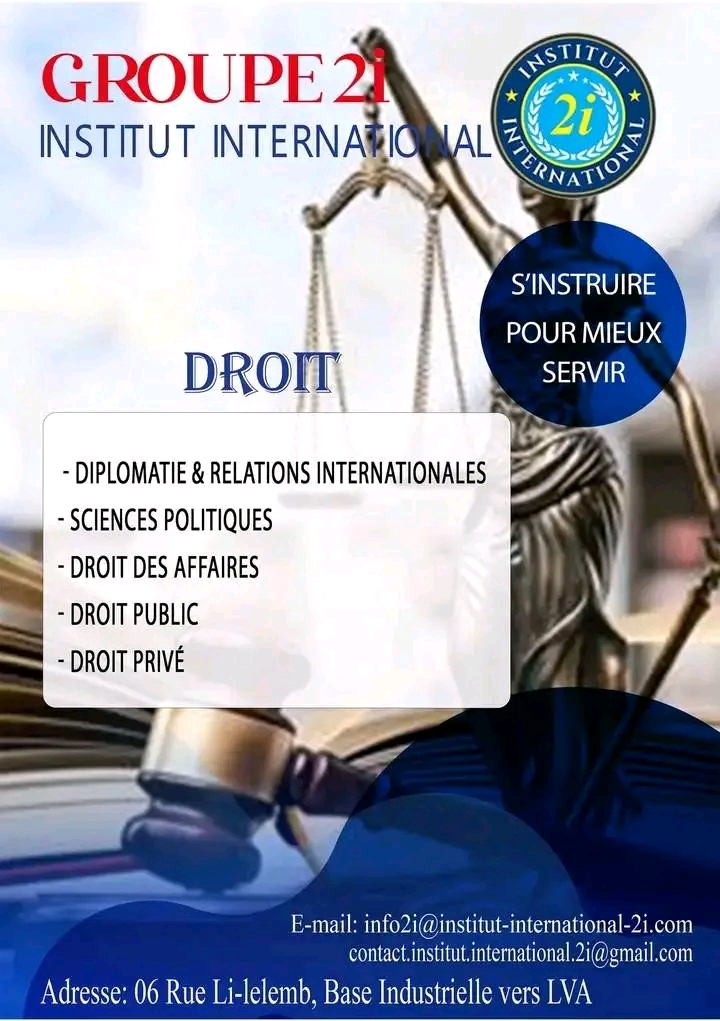 GROUPE 2i
INSTITUT INTERNATIONAL
INSTITUT
2i
INTERNATIONAL
S'INSTRUIRE
POUR MIEUX
SERVIR
DROIT
- DIPLOMATIE & RELATIONS INTERNATIONALES
- SCIENCES POLITIQUES
- DROIT DES AFFAIRES
- DROIT PUBLIC
- DROIT PRIVÉ
E-mail: info2i@institut-international-2i.com
contact.institut.international.2i@gmail.com
Adresse: 06 Rue Li-lelemb, Base Industrielle vers LVA